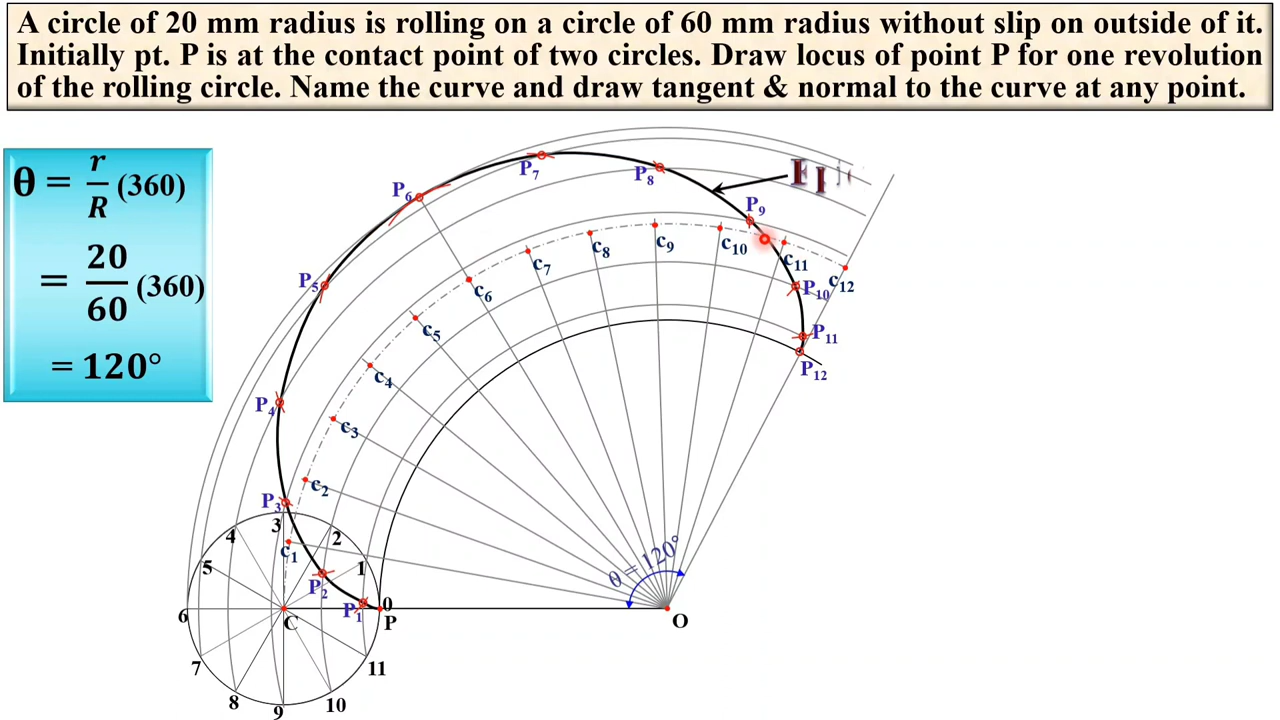 A circle of 20 mm radius is rolling on a circle of 60 mm radius without slip on outside of it.
Initially pt. P is at the contact point of two circles. Draw locus of point P for one revolution
of the rolling circle. Name the curve and draw tangent & normal to the curve at any point.
θ = r/R (360)
= 20/60 (360)
= 120°
P7
P8
P6
P9
c9
c10
c8
c11
c7
c12
P5
c6
P10
c5
P11
P12
c4
P4
c3
c2
P3
3
4
2
c1
5
1
θ = 120°
P2
6
P1
0
C
P
O
7
11
8
10
9